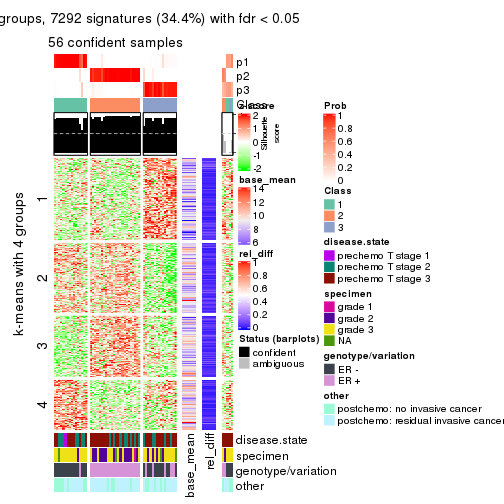 groups, 7292 signatures (34.4%) with fdr < 0.05
56 confident samples
p1
p2
p3
Class
Silhouette
score
1
2
3
4
k-means with 4 groups
base_mean
rel_diff
disease.state
specimen
genotype/variation
other
z-score
2
1
0
-1
-2
base_mean
14
12
10
8
6
rel_diff
1
0.8
0.6
0.4
0.2
0
Status (barplots)
confident
ambiguous
Prob
1
0.8
0.6
0.4
0.2
0
Class
1
2
3
disease.state
prechemo T stage 1
prechemo T stage 2
prechemo T stage 3
specimen
grade 1
grade 2
grade 3
NA
genotype/variation
ER -
ER +
other
postchemo: no invasive cancer
postchemo: residual invasive cancer